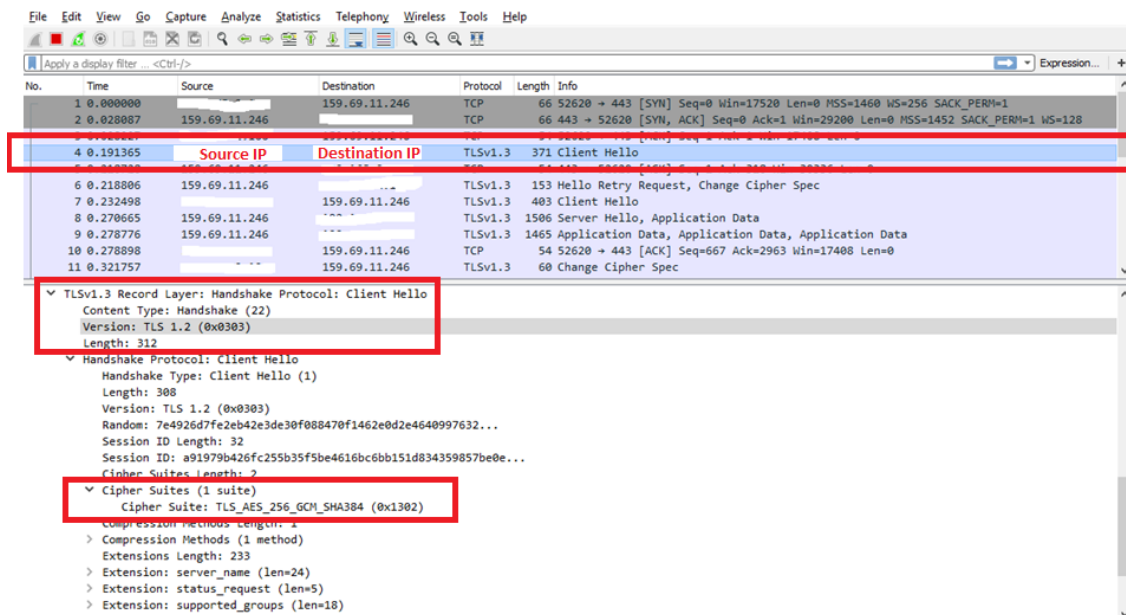 File Edit View Go Capture Analyze Statistics Telephony Wireless Tools Help
Apply a display filter ... <Ctrl-/> Expression... +
No. Time Source Destination Protocol Length Info
1 0.000000 159.69.11.246 TCP 66 52620 → 443 [SYN] Seq=0 Win=17520 Len=0 MSS=1460 WS=256 SACK_PERM=1
2 0.028087 159.69.11.246 TCP 66 443 → 52620 [SYN, ACK] Seq=0 Ack=1 Win=29200 Len=0 MSS=1452 SACK_PERM=1 WS=128
4 0.191365 Source IP Destination IP TLSv1.3 371 Client Hello
6 0.218806 159.69.11.246 TLSv1.3 153 Hello Retry Request, Change Cipher Spec
7 0.232498 159.69.11.246 TLSv1.3 403 Client Hello
8 0.270665 159.69.11.246 TLSv1.3 1506 Server Hello, Application Data
9 0.278776 159.69.11.246 TLSv1.3 1465 Application Data, Application Data, Application Data
10 0.278898 159.69.11.246 TCP 54 52620 → 443 [ACK] Seq=667 Ack=2963 Win=17408 Len=0
11 0.321757 159.69.11.246 TLSv1.3 60 Change Cipher Spec
TLSv1.3 Record Layer: Handshake Protocol: Client Hello
Content Type: Handshake (22)
Version: TLS 1.2 (0x0303)
Length: 312
Handshake Protocol: Client Hello
Handshake Type: Client Hello (1)
Length: 308
Version: TLS 1.2 (0x0303)
Random: 7e4926d7fe2eb42e3de30f088470f1462e0d2e4640997632...
Session ID Length: 32
Session ID: a91979b426fc255b35f5be4616bc6bb151d834359857be0e...
Cipher Suites Length: 2
Cipher Suites (1 suite)
Cipher Suite: TLS_AES_256_GCM_SHA384 (0x1302)
Compression Methods Length: 1
Compression Methods (1 method)
Extensions Length: 233
Extension: server_name (len=24)
Extension: status_request (len=5)
Extension: supported_groups (len=18)